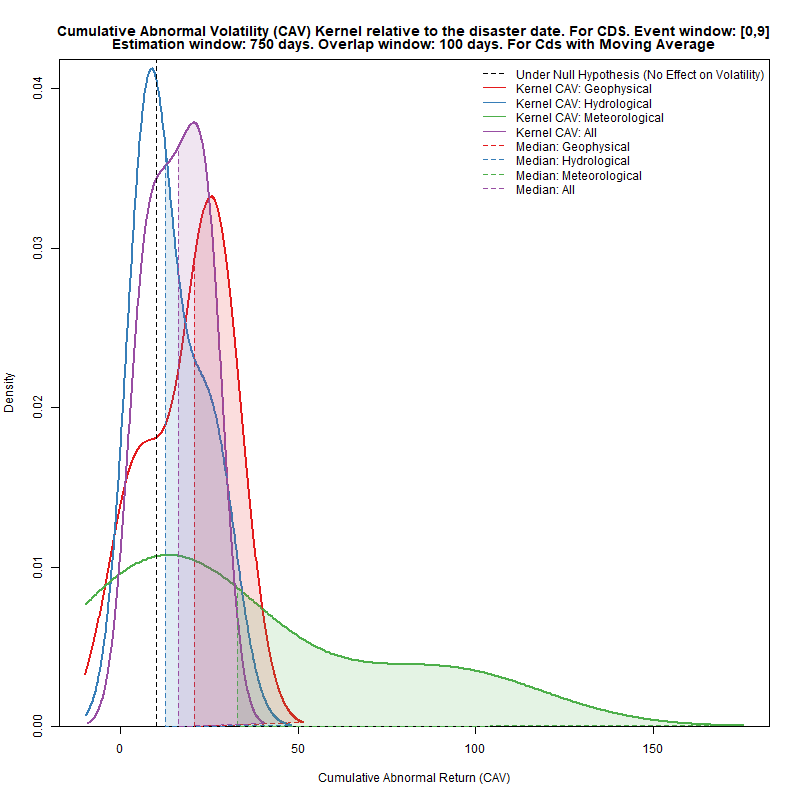 Cumulative Abnormal Volatility (CAV) Kernel relative to the disaster date. For CDS. Event window: [0,9]
Estimation window: 750 days. Overlap window: 100 days. For Cds with Moving Average
Under Null Hypothesis (No Effect on Volatility)
Kernel CAV: Geophysical
Kernel CAV: Hydrological
Kernel CAV: Meteorological
Kernel CAV: All
Median: Geophysical
Median: Hydrological
Median: Meteorological
Median: All
Density
0.04
0.03
0.02
0.01
0.00
0 50 100 150
Cumulative Abnormal Return (CAV)